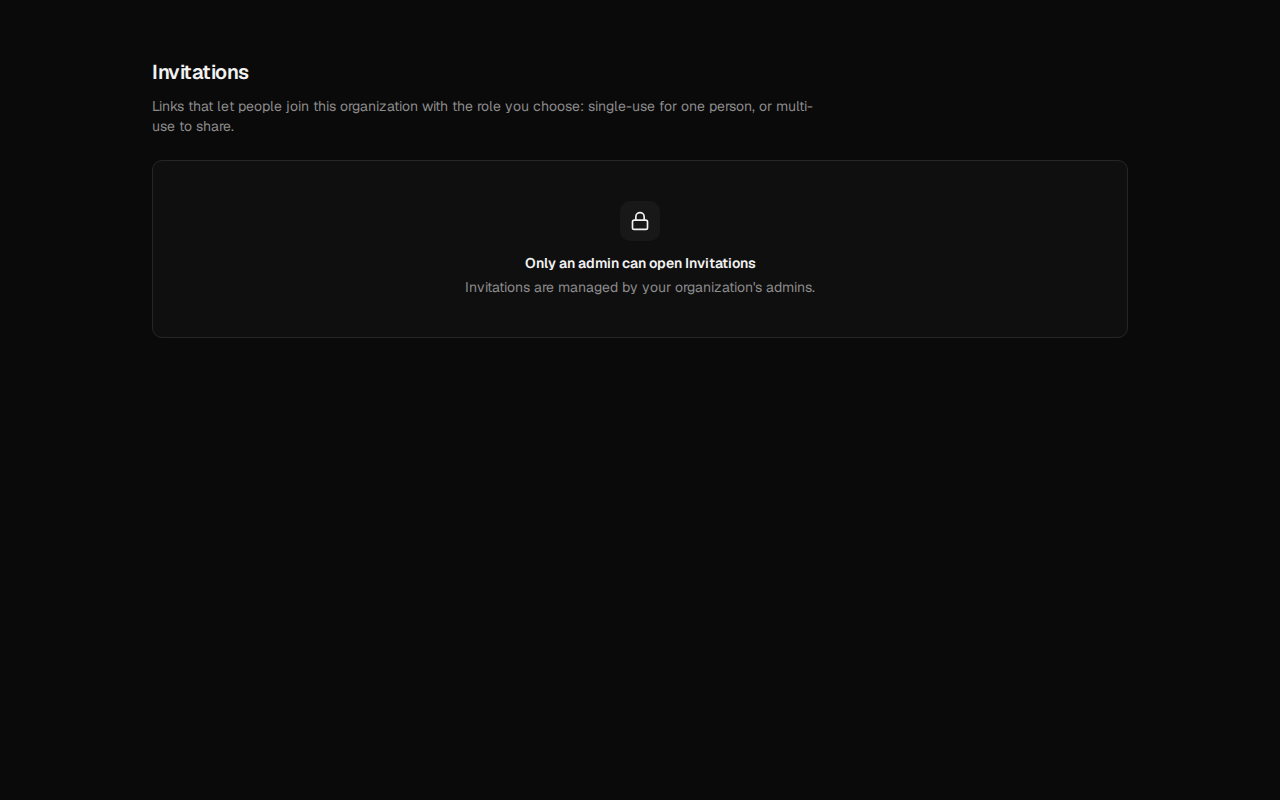 Invitations
Links that let people join this organization with the role you choose: single-use for one person, or multi-
use to share.
Only an admin can open Invitations
Invitations are managed by your organization's admins.